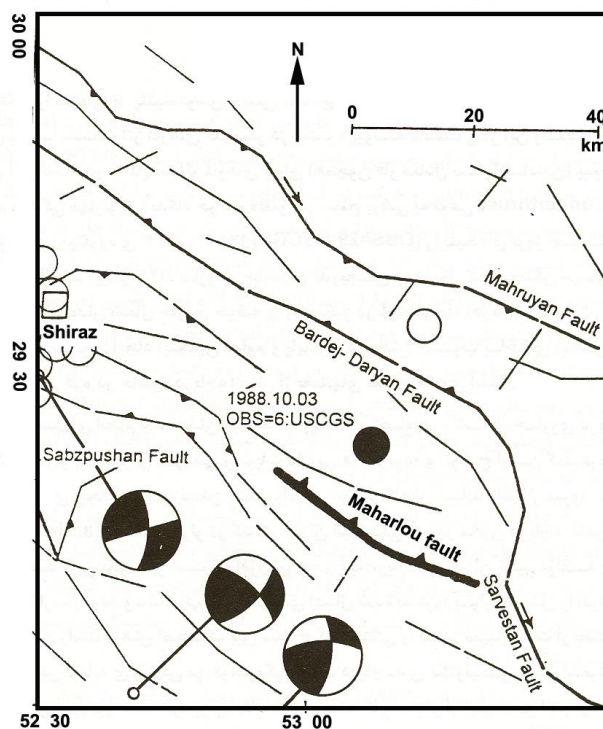 30 00
N
0 20 40
km
Mahruyan Fault
Shiraz
Bardej- Daryan Fault
29 30
1988.10.03
OBS=6:USCGS
Sabzpushan Fault
Maharlou fault
Sarvestan Fault
52 30
53 00